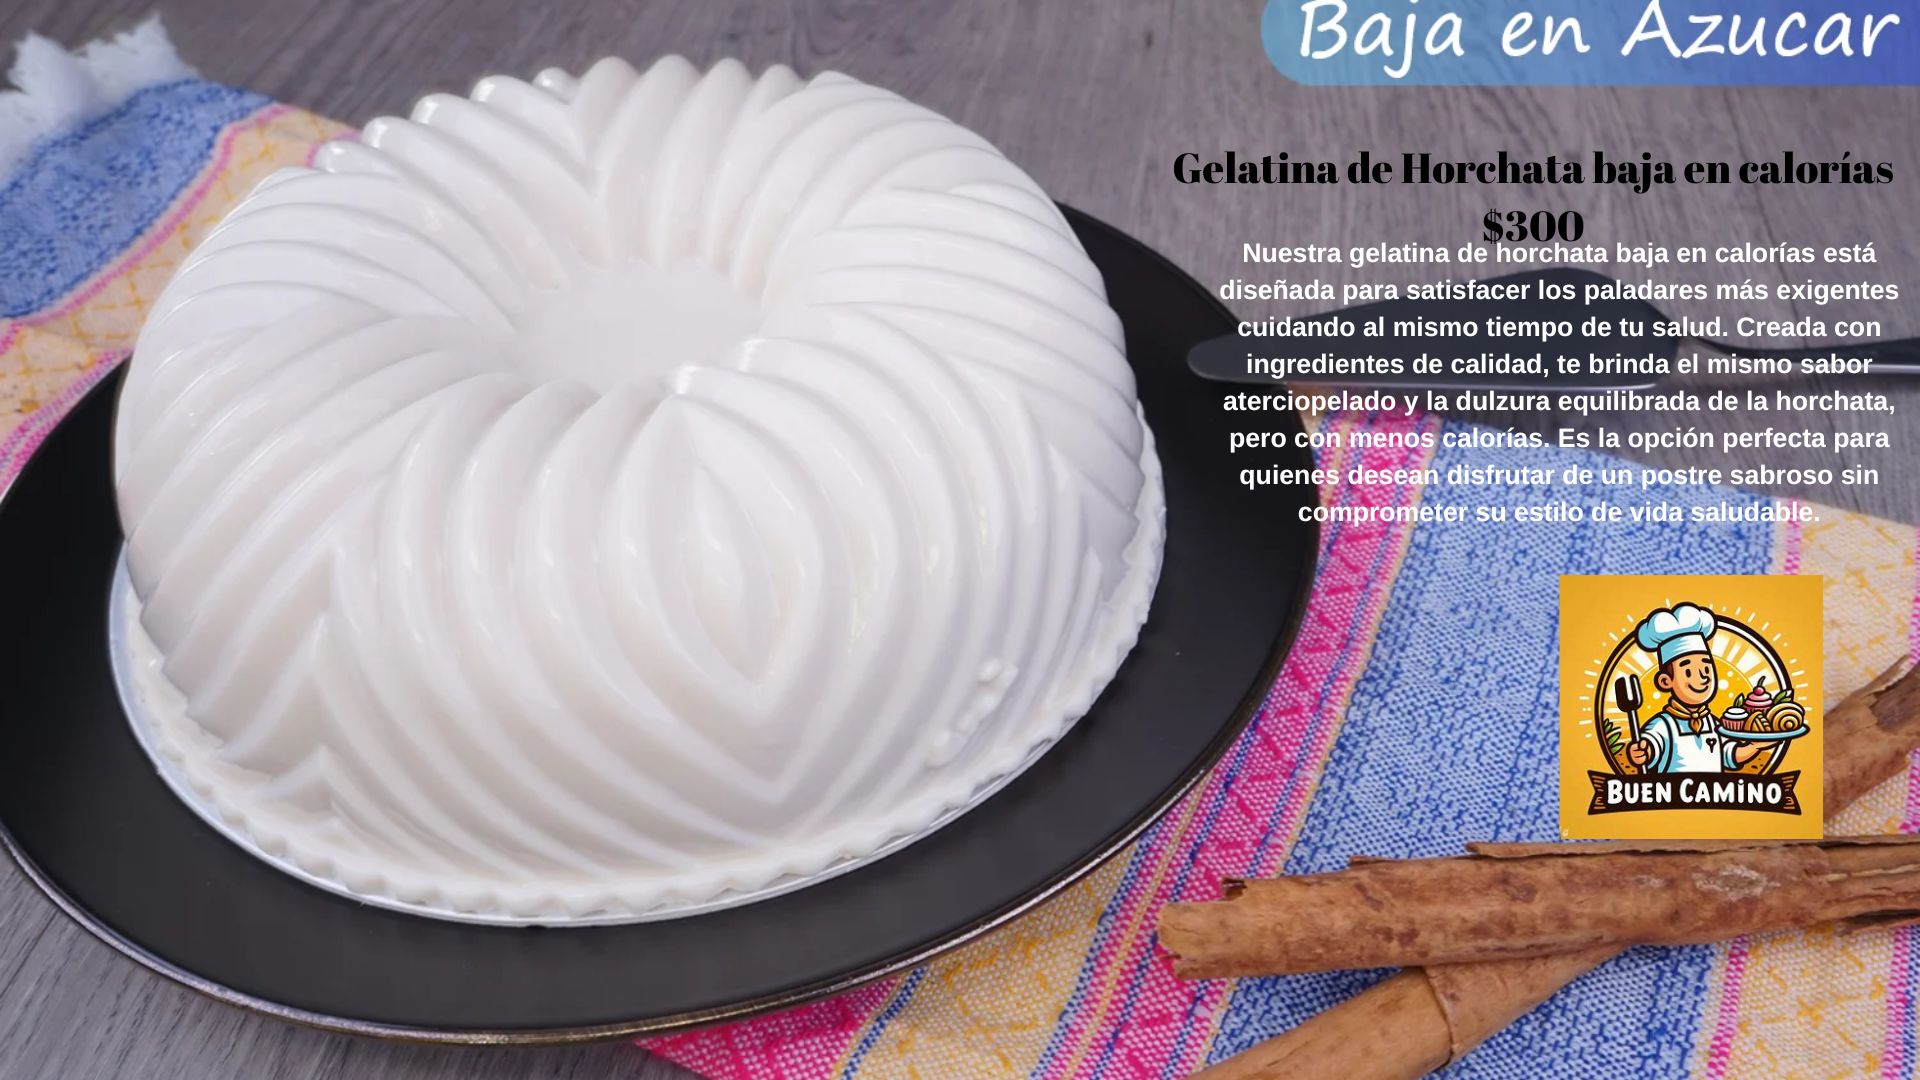 Baja en Azucar
Gelatina de Horchata baja en calorías
$300
Nuestra gelatina de horchata baja en calorías está
diseñada para satisfacer los paladares más exigentes
cuidando al mismo tiempo de tu salud. Creada con
ingredientes de calidad, te brinda el mismo sabor
aterciopelado y la dulzura equilibrada de la horchata,
pero con menos calorías. Es la opción perfecta para
quienes desean disfrutar de un postre sabroso sin
comprometer su estilo de vida saludable.
BUEN CAMINO